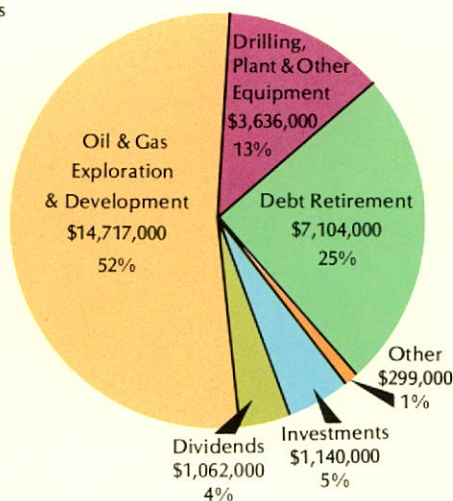 s
Drilling,
Plant & Other
Equipment
$3,636,000
13%
Oil & Gas
Exploration
& Development
$14,717,000
52%
Debt Retirement
$7,104,000
25%
Other
$299,000
1%
Investments
$1,140,000
5%
Dividends
$1,062,000
4%